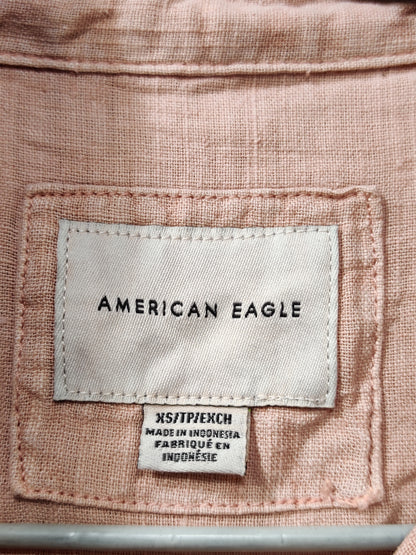 AMERICAN EAGLE
XS/TP/EXCH
MADE IN INDONESIA
FABRIQUÉ EN
INDONÉSIE